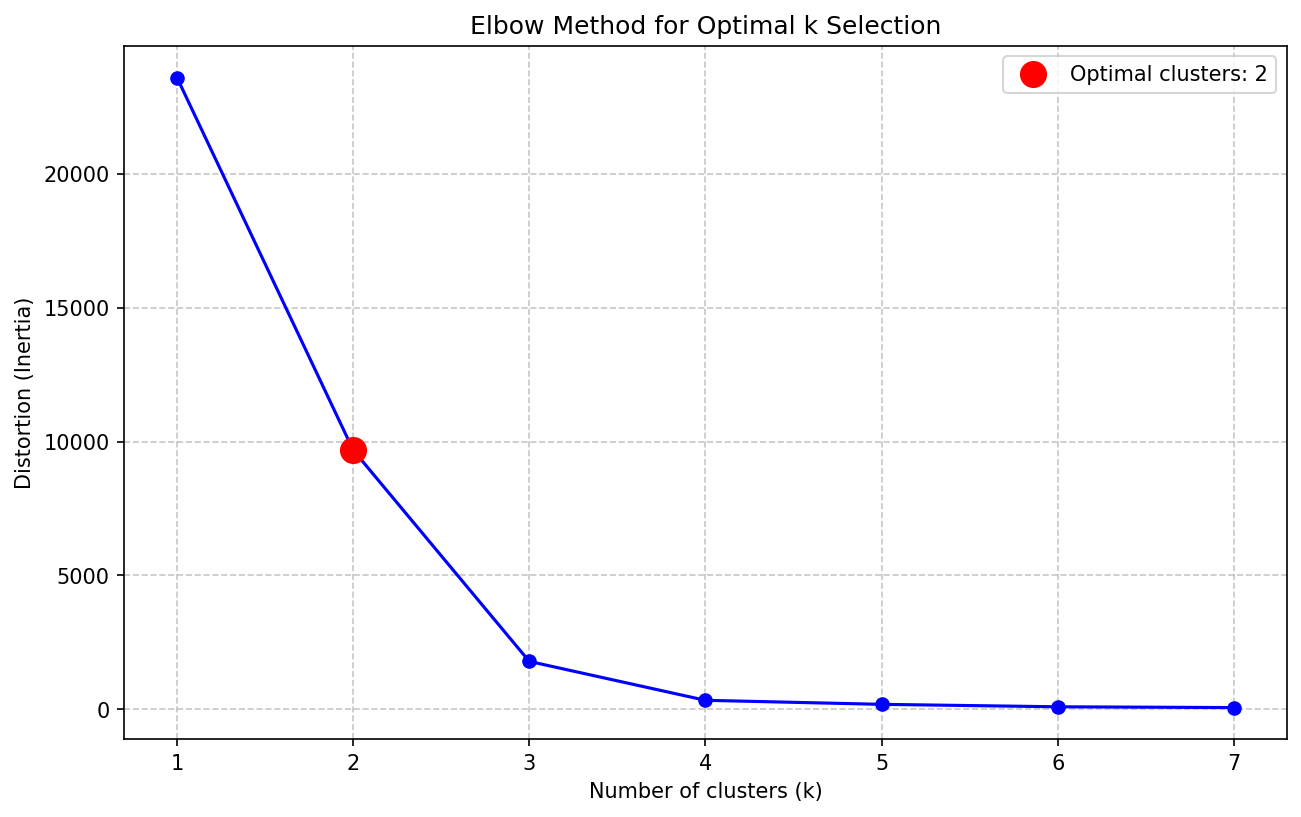 Elbow Method for Optimal k Selection
Optimal clusters: 2
Distortion (Inertia)
20000
15000
10000
5000
0
1 2 3 4 5 6 7
Number of clusters (k)